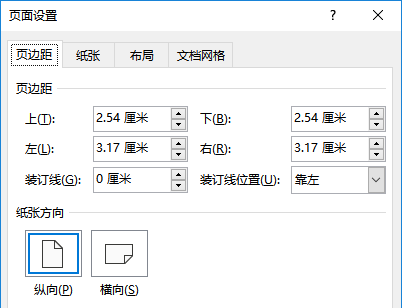 页面设置 ?
页边距 纸张 布局 文档网格
页边距
上(T): 2.54 厘米 下(B): 2.54 厘米
左(L): 3.17 厘米 右(R): 3.17 厘米
装订线(G): 0 厘米 装订线位置(U): 靠左
纸张方向
纵向(P) 横向(S)